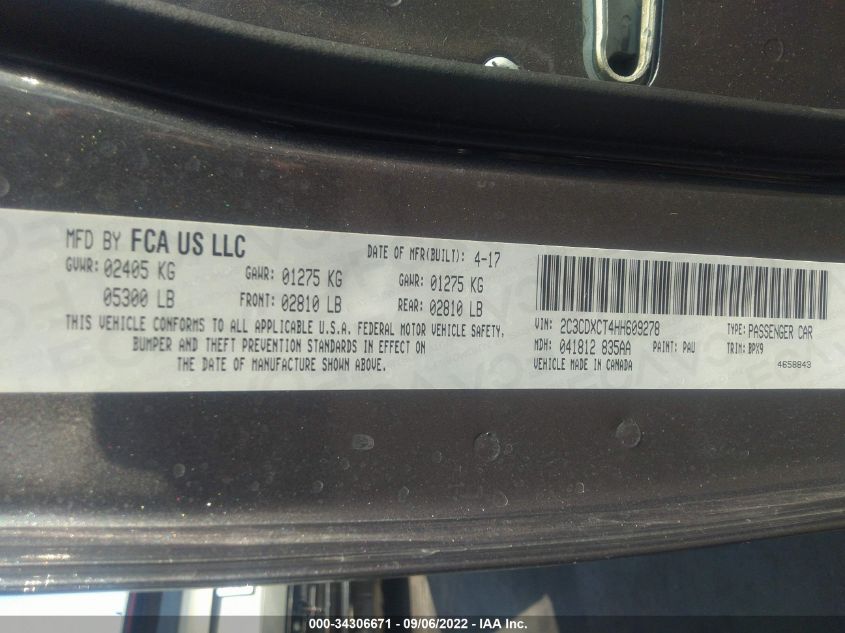 MFD BY FCA US LLC
DATE OF MFR(BUILT): 4-17
GVWR: 02405 KG GAWR: 01275 KG GAWR: 01275 KG
05300 LB FRONT: 02810 LB REAR: 02810 LB
THIS VEHICLE CONFORMS TO ALL APPLICABLE U.S.A. FEDERAL MOTOR VEHICLE SAFETY,
BUMPER AND THEFT PREVENTION STANDARDS IN EFFECT ON
THE DATE OF MANUFACTURE SHOWN ABOVE.
VIN: 2C3CDXCT4HH609278 TYPE: PASSENGER CAR
MDH: 041812 835AA PAINT: PAU TRIM: BPX9
VEHICLE MADE IN CANADA 4658843
000-34306671 - 09/06/2022 - IAA Inc.